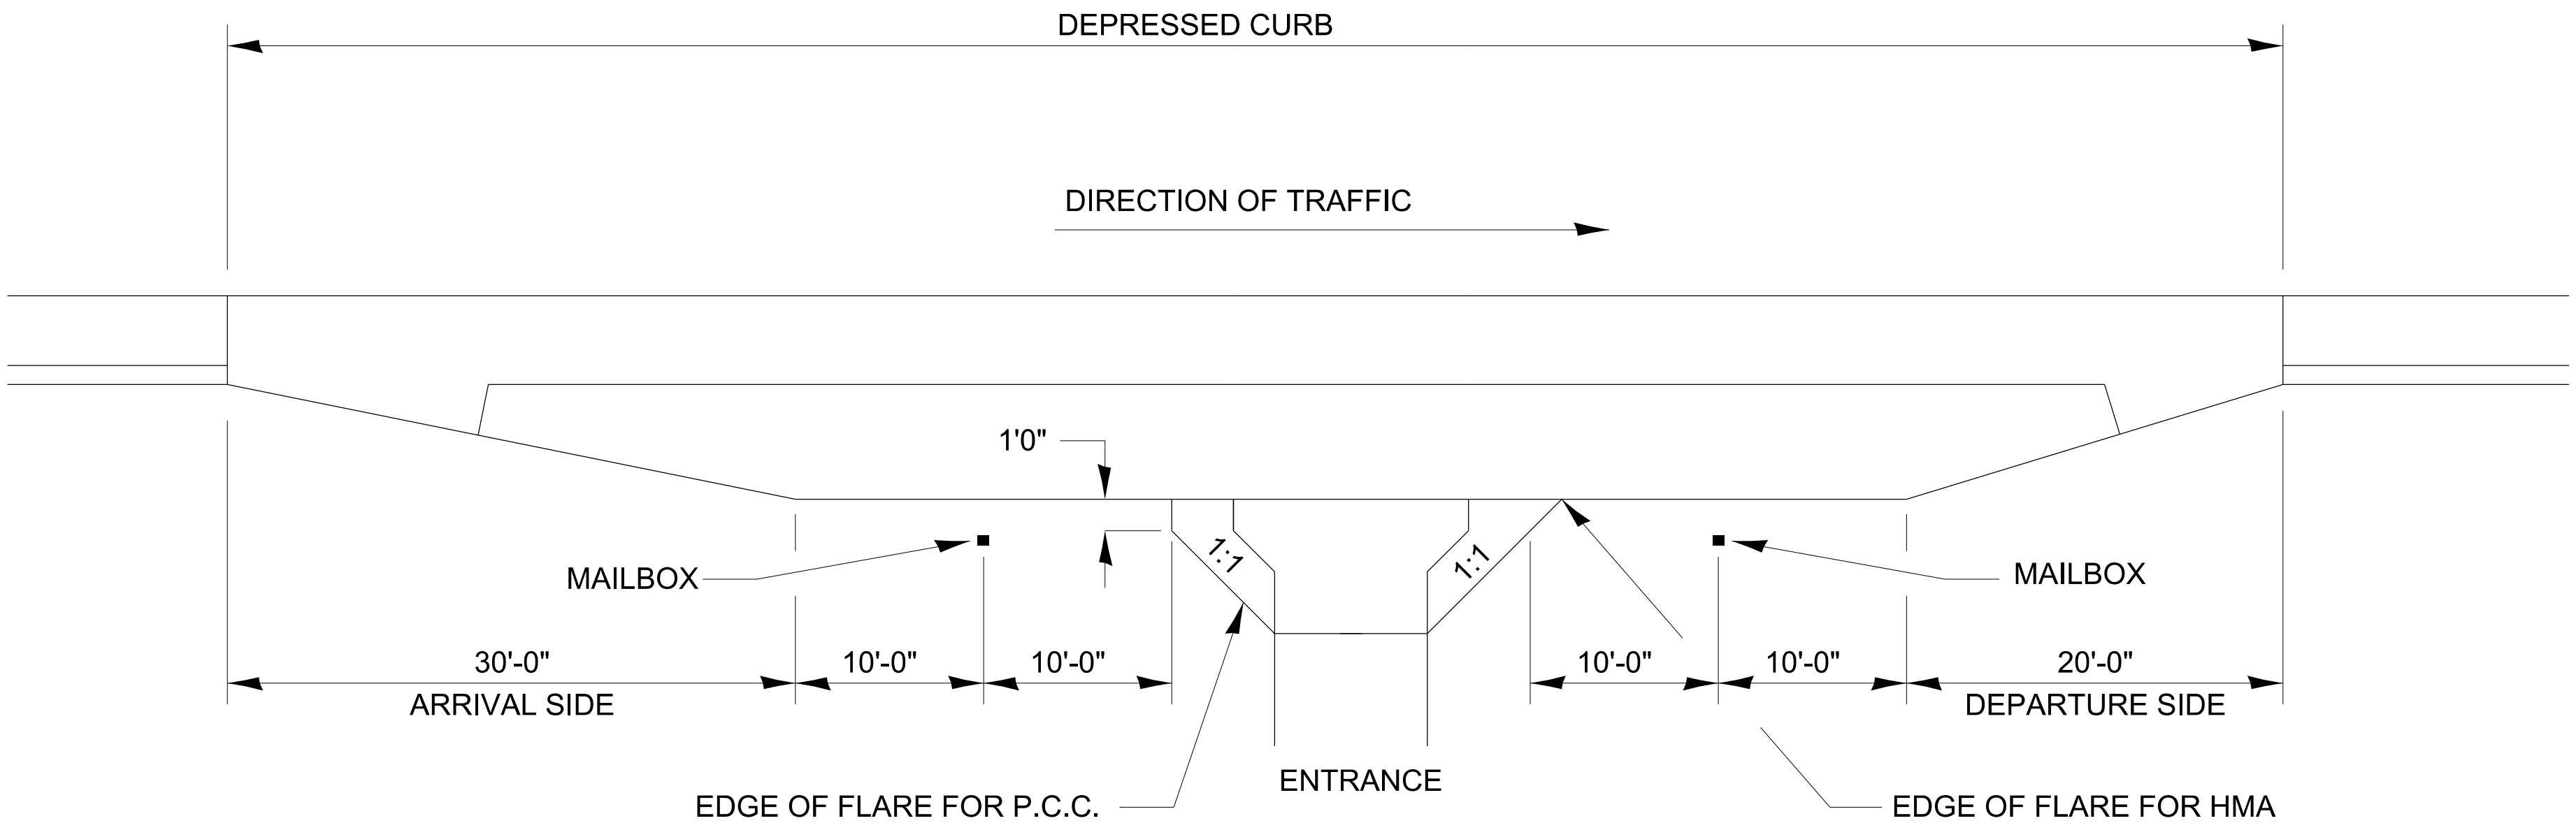 DEPRESSED CURB
DIRECTION OF TRAFFIC
1'0"
1:1
1:1
MAILBOX
MAILBOX
30'-0"
10'-0"
10'-0"
10'-0"
10'-0"
20'-0"
ARRIVAL SIDE
DEPARTURE SIDE
ENTRANCE
EDGE OF FLARE FOR P.C.C.
EDGE OF FLARE FOR HMA